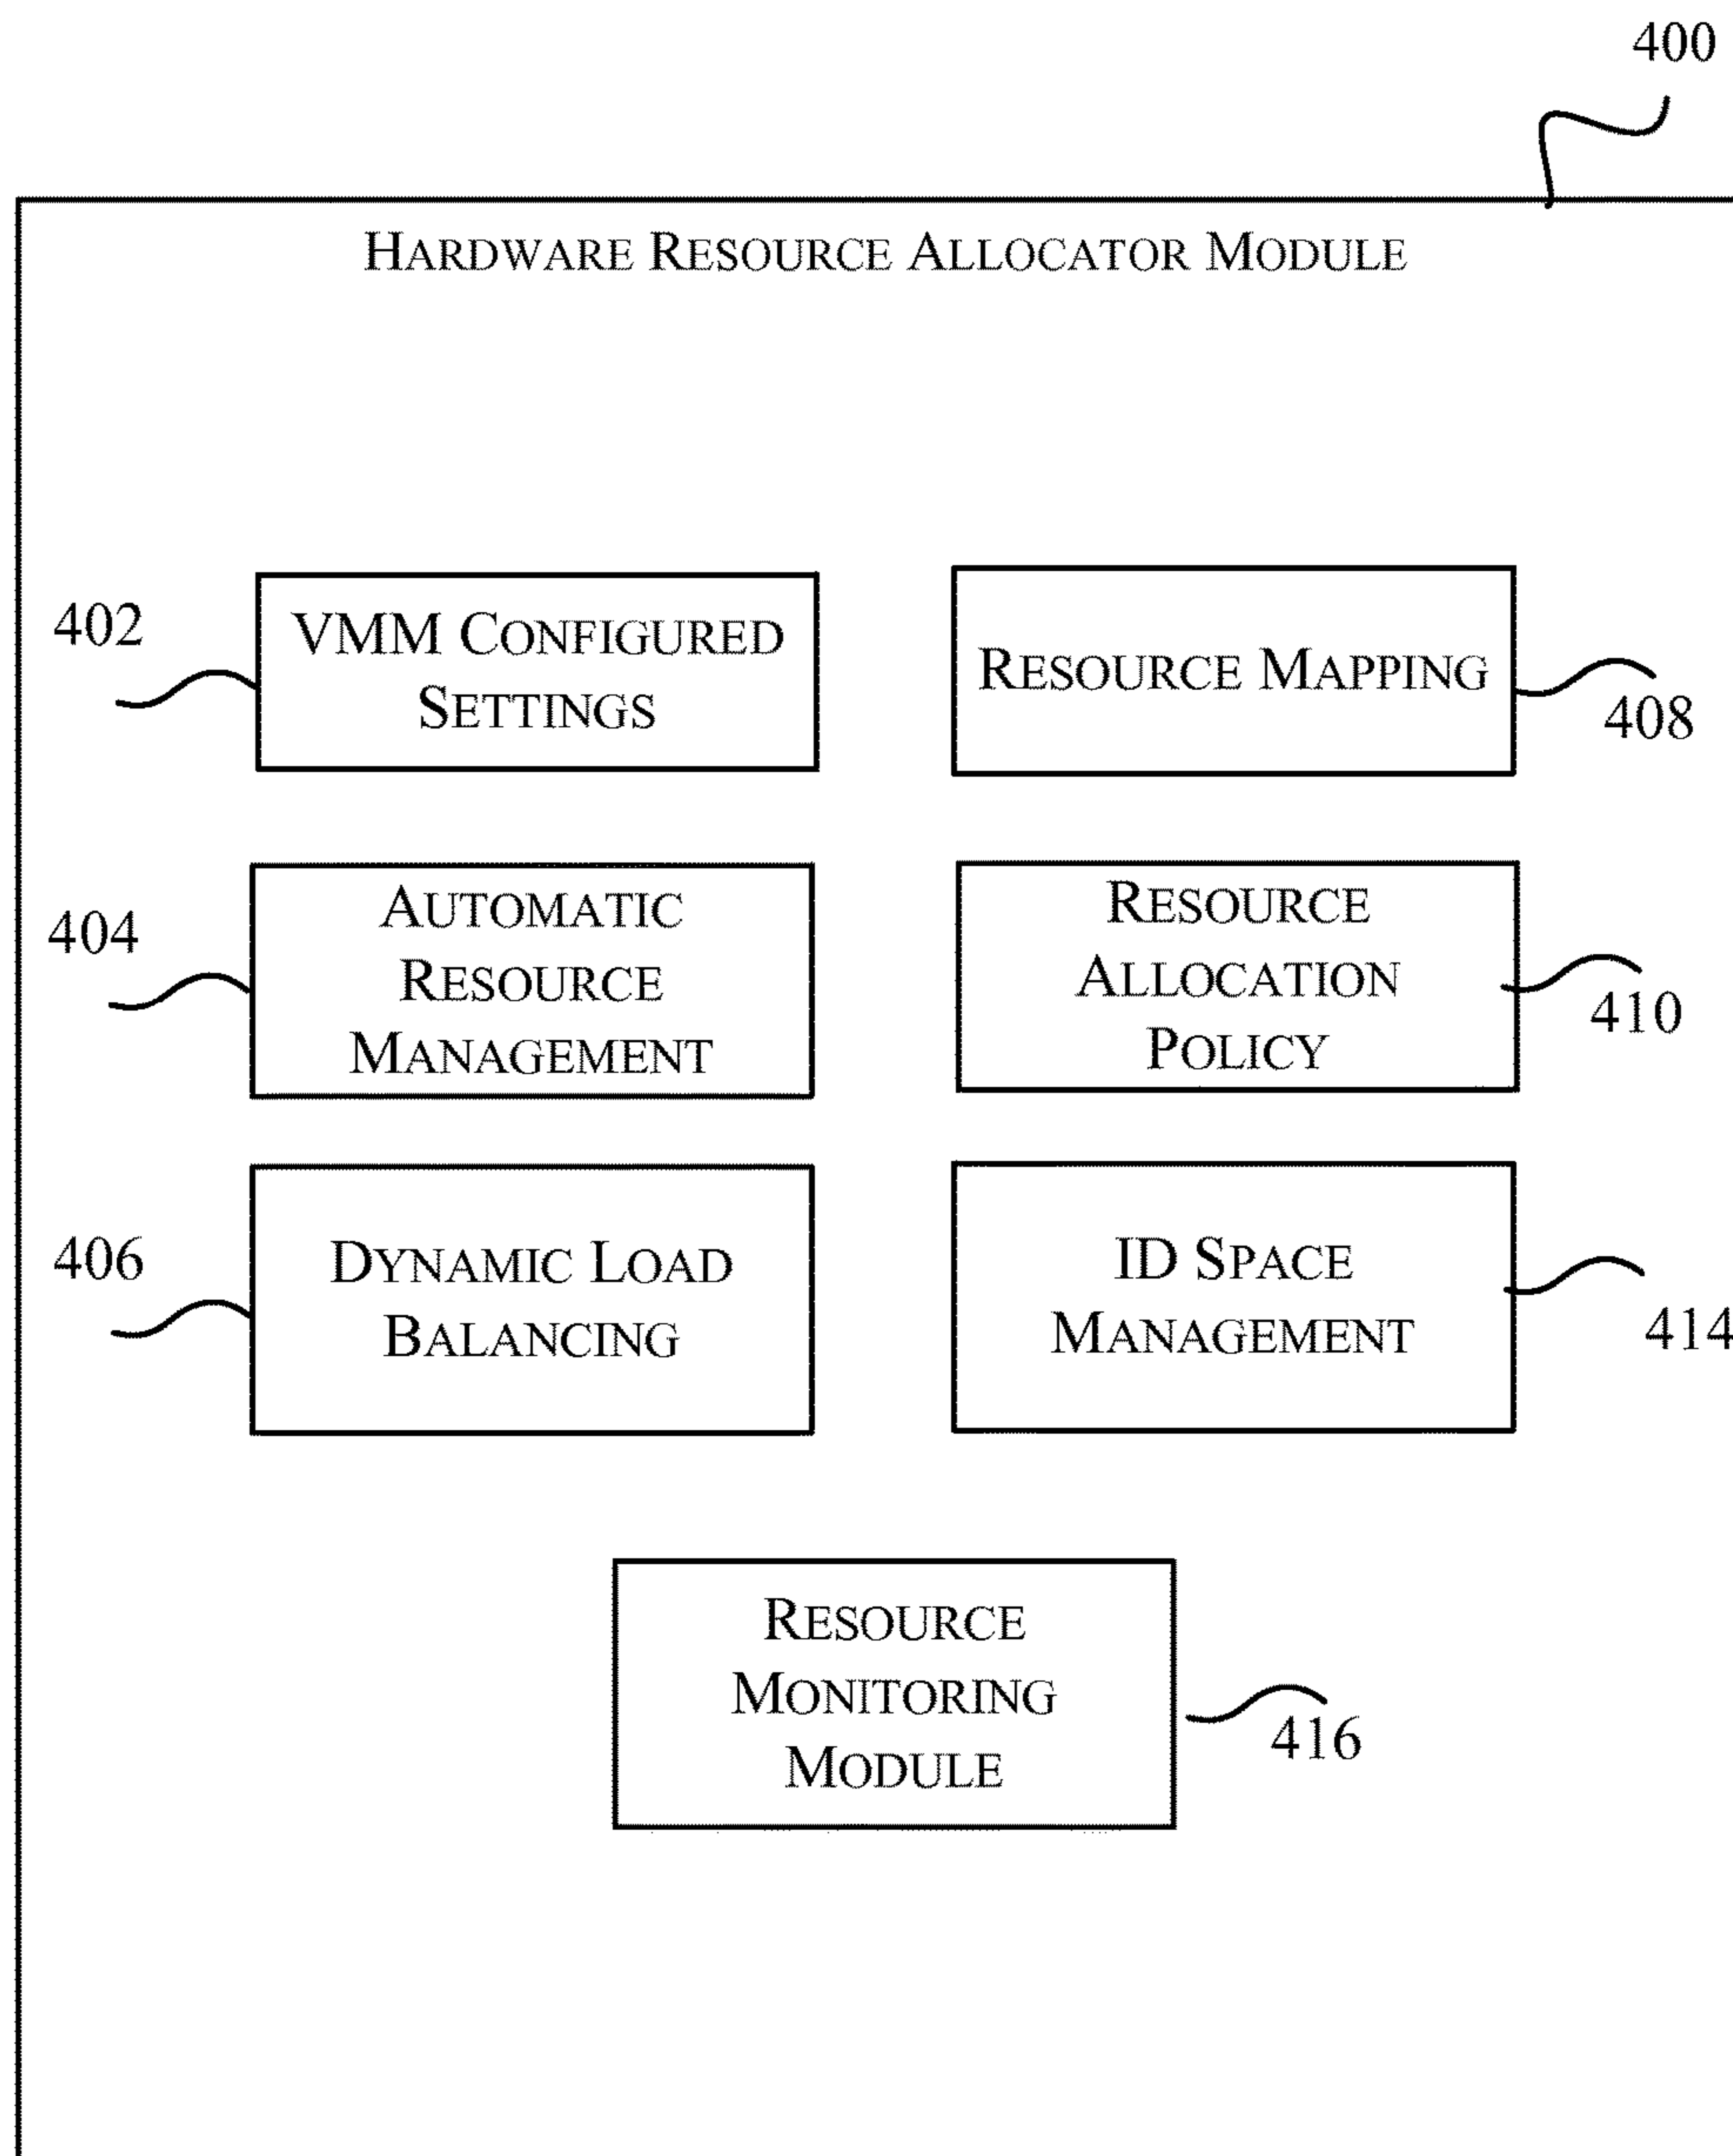 400
HARDWARE RESOURCE ALLOCATOR MODULE
402
VMM CONFIGURED
SETTINGS
RESOURCE MAPPING
408
404
AUTOMATIC
RESOURCE
MANAGEMENT
RESOURCE
ALLOCATION
POLICY
410
406
DYNAMIC LOAD
BALANCING
ID SPACE
MANAGEMENT
414
RESOURCE
MONITORING
MODULE
416